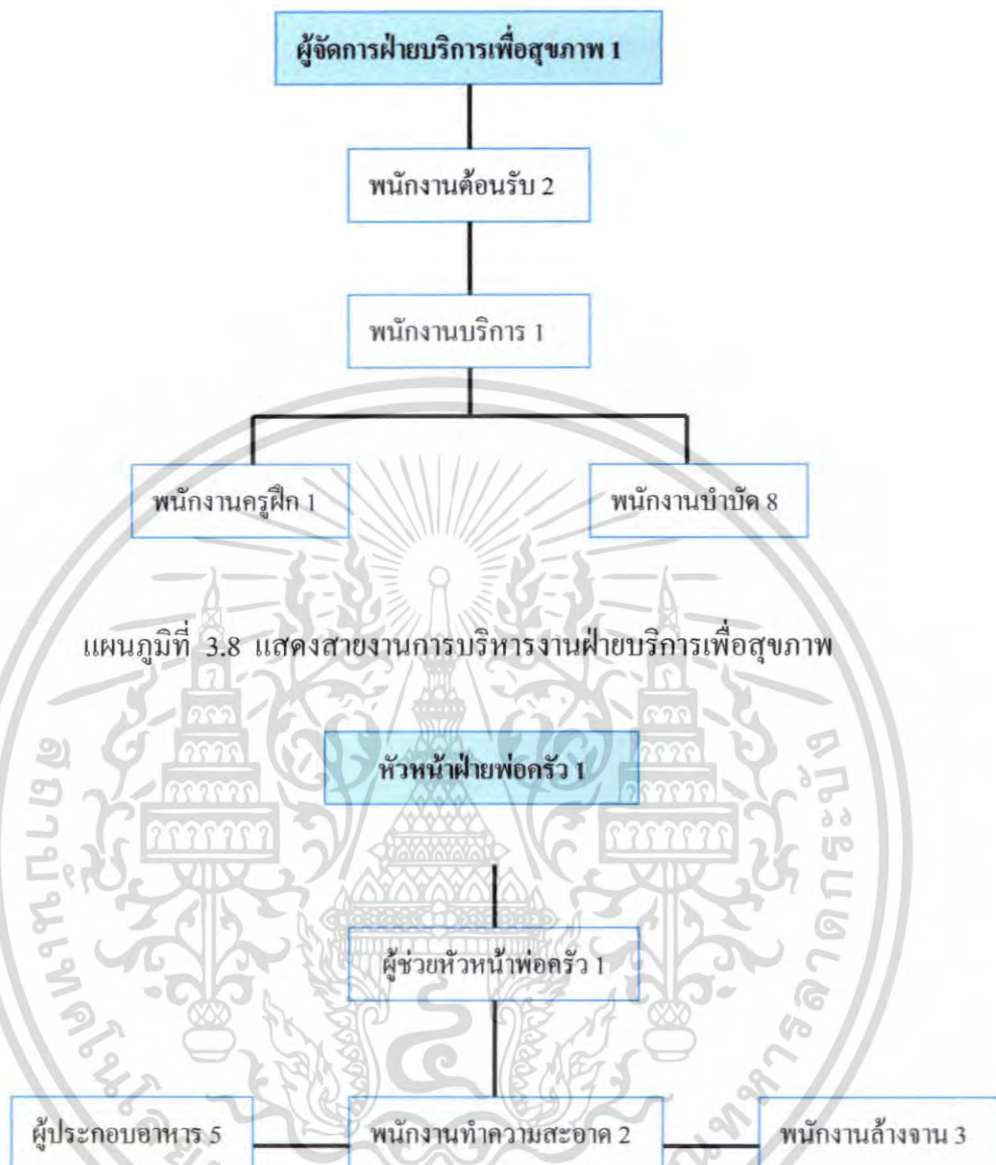 ผู้จัดการฝ่ายบริการเพื่อสุขภาพ 1
พนักงานต้อนรับ 2
พนักงานบริการ 1
พนักงานครูฝึก 1
พนักงานบำบัด 8
แผนภูมิที่ 3.8 แสดงสายงานการบริหารงานฝ่ายบริการเพื่อสุขภาพ
หัวหน้าฝ่ายพ่อครัว 1
ผู้ช่วยหัวหน้าพ่อครัว 1
ผู้ประกอบอาหาร 5
พนักงานทำความสะอาด 2
พนักงานล้างจาน 3